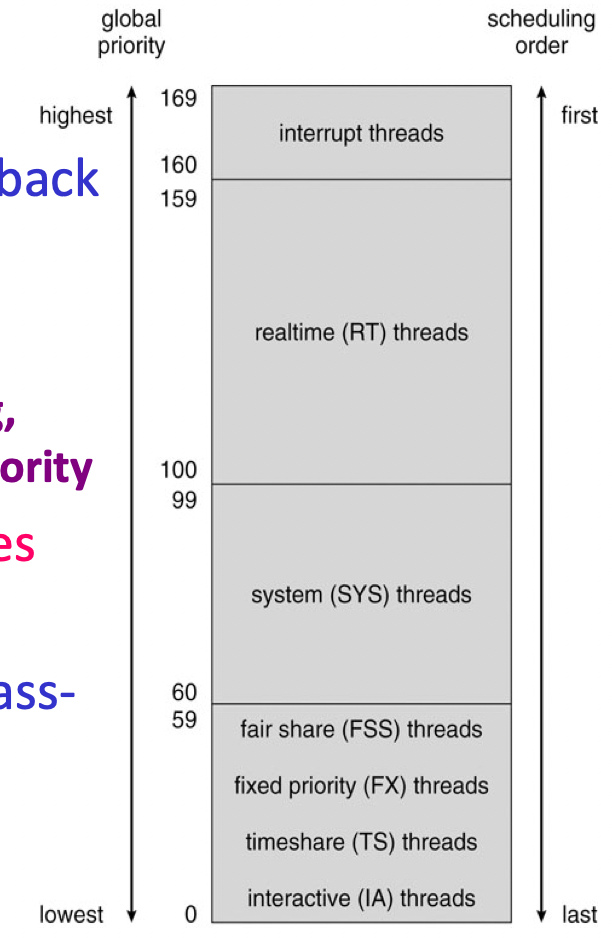 global
priority
scheduling
order
highest
169
first
interrupt threads
back
160
159
realtime (RT) threads
ority
100
99
es
system (SYS) threads
ass-
60
59
fair share (FSS) threads
fixed priority (FX) threads
timeshare (TS) threads
interactive (IA) threads
lowest
0
last